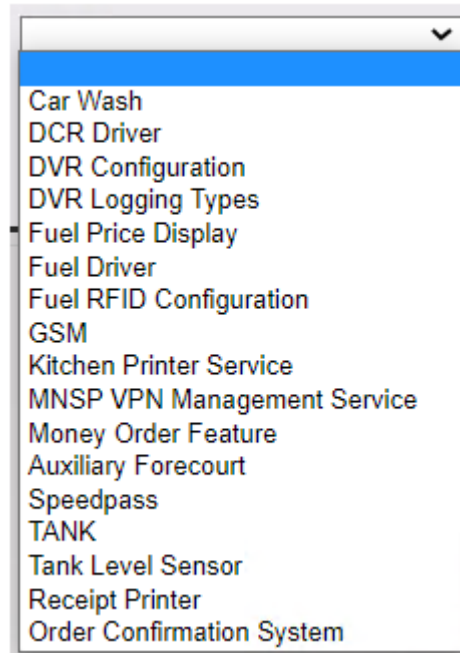 Car Wash
DCR Driver
DVR Configuration
DVR Logging Types
Fuel Price Display
Fuel Driver
Fuel RFID Configuration
GSM
Kitchen Printer Service
MNSP VPN Management Service
Money Order Feature
Auxiliary Forecourt
Speedpass
TANK
Tank Level Sensor
Receipt Printer
Order Confirmation System